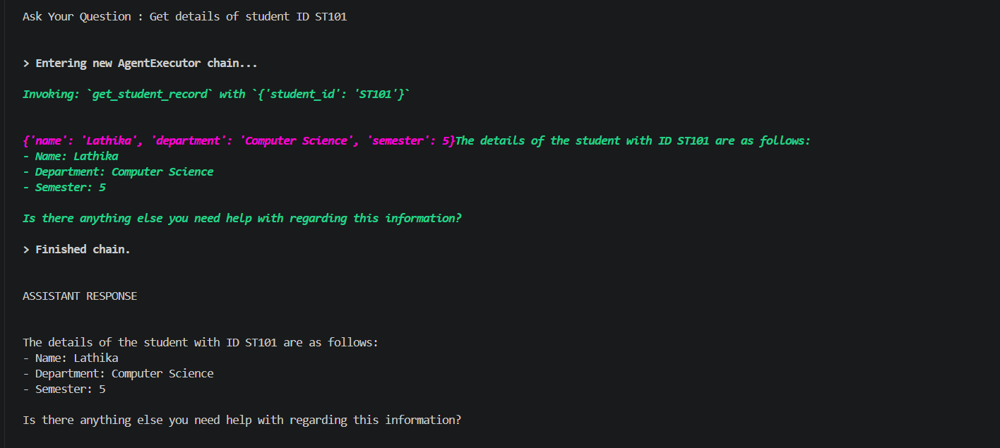 Ask Your Question : Get details of student ID ST101
> Entering new AgentExecutor chain...
Invoking: `get_student_record` with `{'student_id': 'ST101'}`
{'name': 'Lathika', 'department': 'Computer Science', 'semester': 5}The details of the student with ID ST101 are as follows:
- Name: Lathika
- Department: Computer Science
- Semester: 5
Is there anything else you need help with regarding this information?
> Finished chain.
ASSISTANT RESPONSE
The details of the student with ID ST101 are as follows:
- Name: Lathika
- Department: Computer Science
- Semester: 5
Is there anything else you need help with regarding this information?